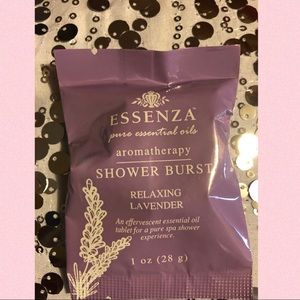 ESSENZA™
pure essential oils
aromatherapy
SHOWER BURST
RELAXING
LAVENDER
An effervescent essential oil
tablet for a pure spa shower
experience.
1 oz (28 g)